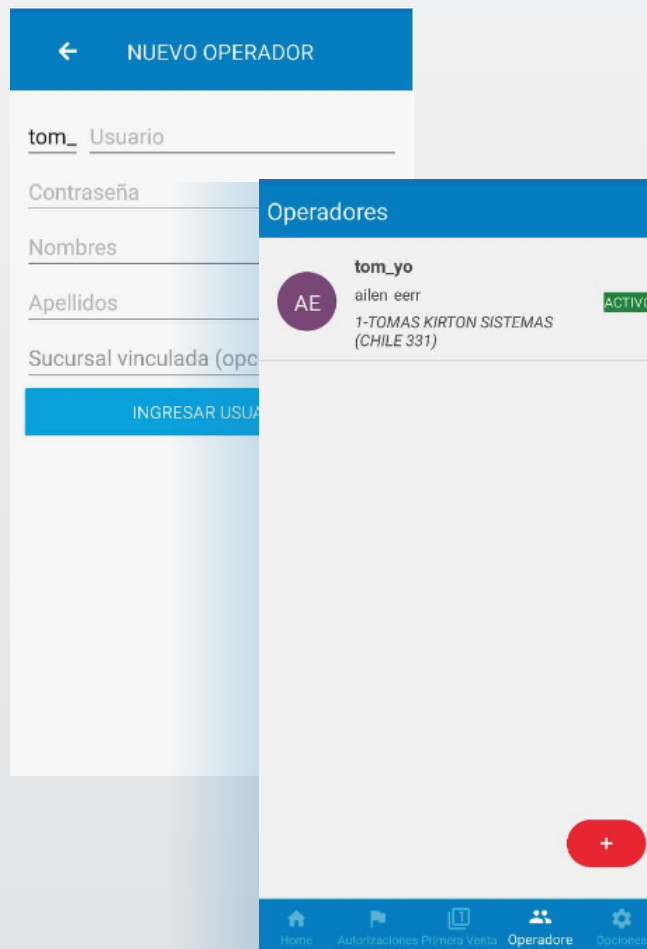 NUEVO OPERADOR
tom_ Usuario
Contraseña
Nombres
Apellidos
Sucursal vinculada (opc
INGRESAR USUA
Operadores
AE
tom_yo
ailen eerr
1-TOMAS KIRTON SISTEMAS
(CHILE 331)
ACTIVO
+
1
Home Autorizaciones Primera Venta Operadore Opciones